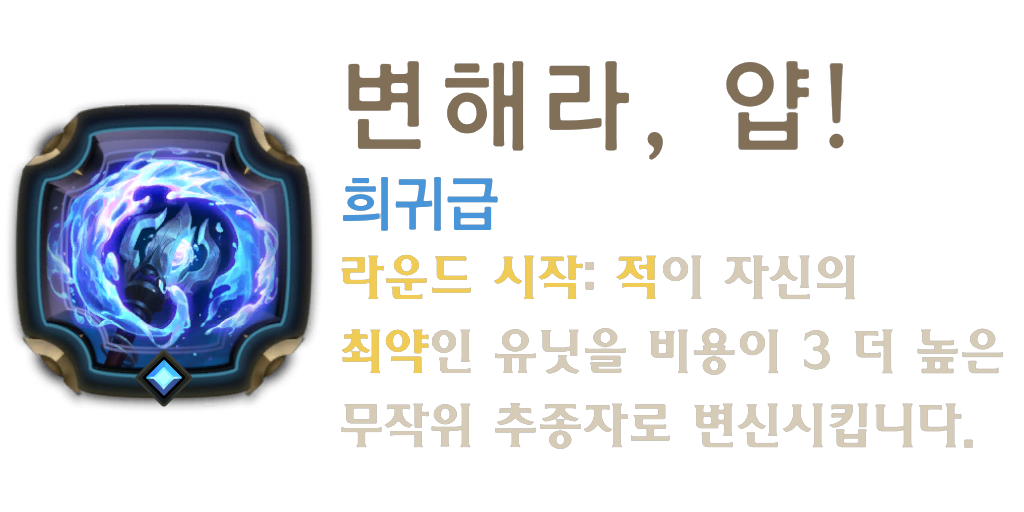 변해라, 얍!
희귀급
라운드 시작: 적이 자신의
최약인 유닛을 비용이 3 더 높은
무작위 추종자로 변신시킵니다.